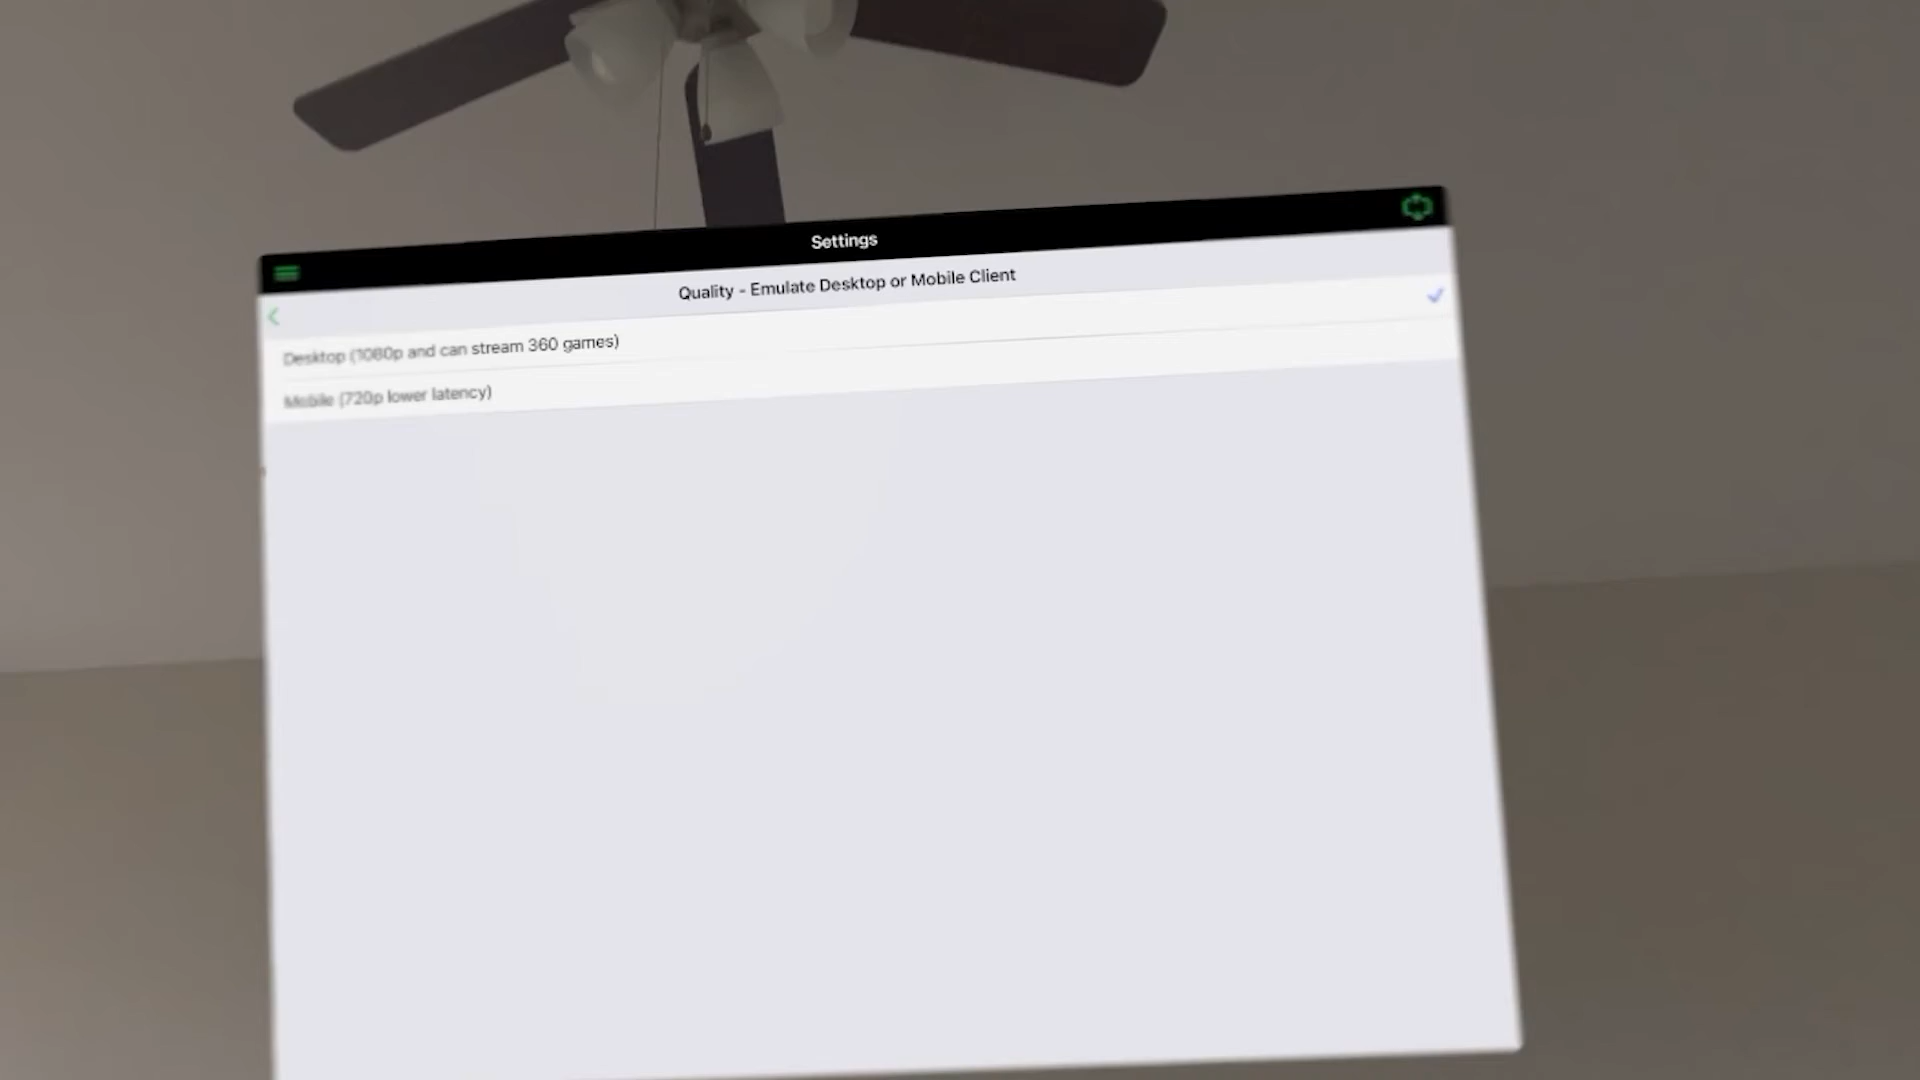 Settings
Quality - Emulate Desktop or Mobile Client
Desktop (1080p and can stream 360 games)
Mobile (720p lower latency)